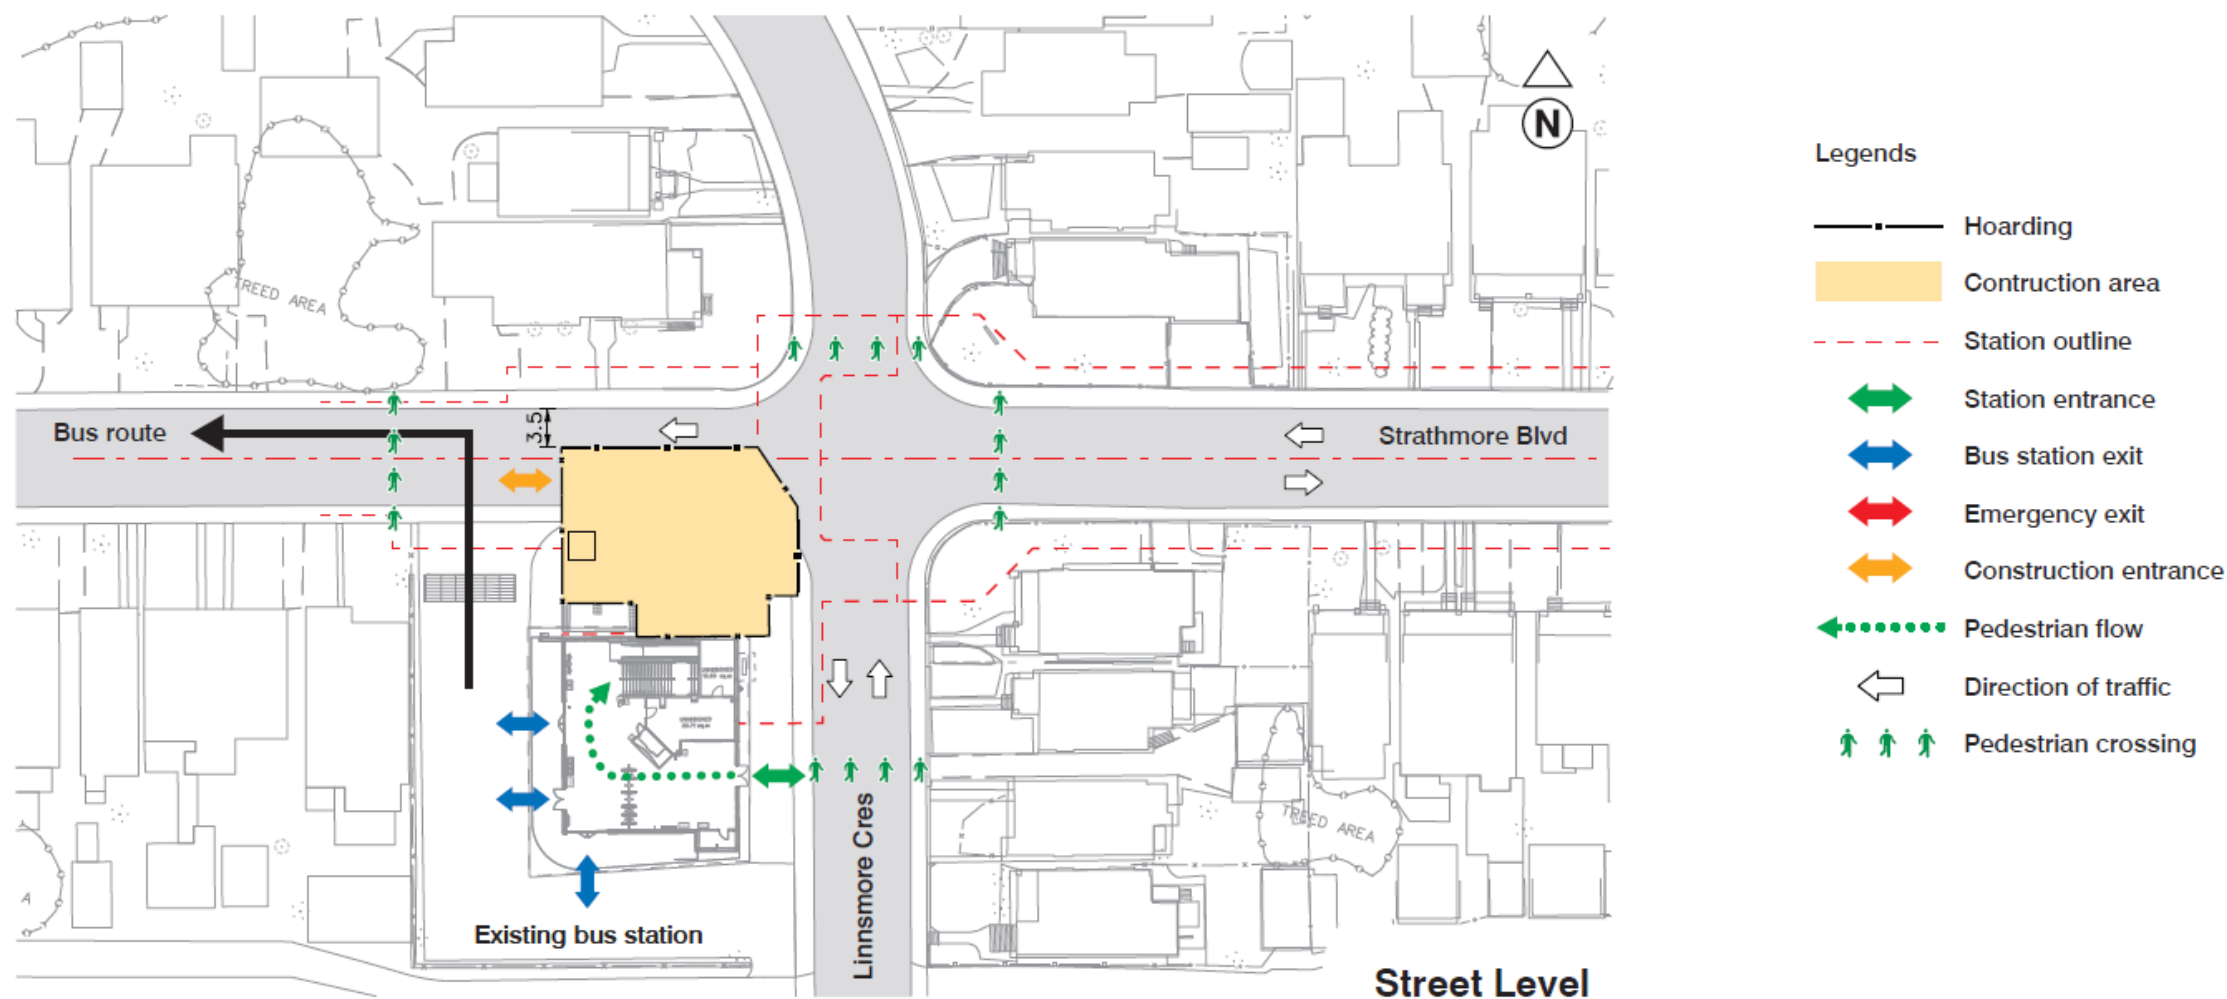 N
TREED AREA
3.5
Bus route
Strathmore Blvd
TREED AREA
A
Linnsmore Cres
Existing bus station
Street Level
Legends
Hoarding
Contruction area
Station outline
Station entrance
Bus station exit
Emergency exit
Construction entrance
Pedestrian flow
Direction of traffic
Pedestrian crossing